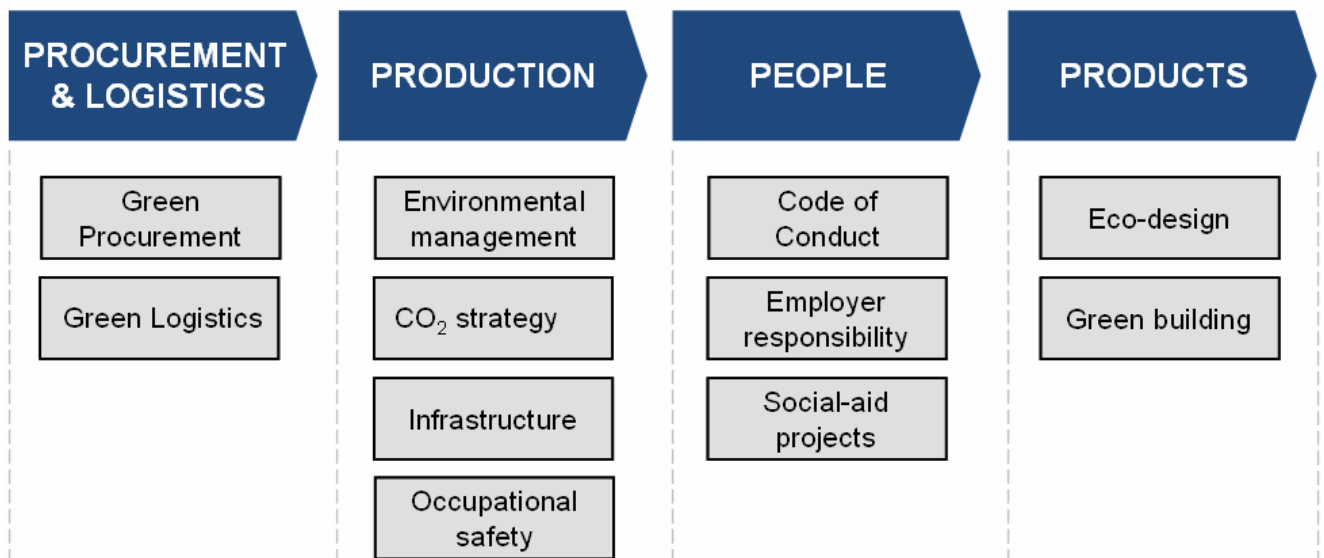 PROCUREMENT
& LOGISTICS
PRODUCTION
PEOPLE
PRODUCTS
Green
Procurement
Green Logistics
Environmental
management
CO₂ strategy
Infrastructure
Occupational
safety
Code of
Conduct
Employer
responsibility
Social-aid
projects
Eco-design
Green building